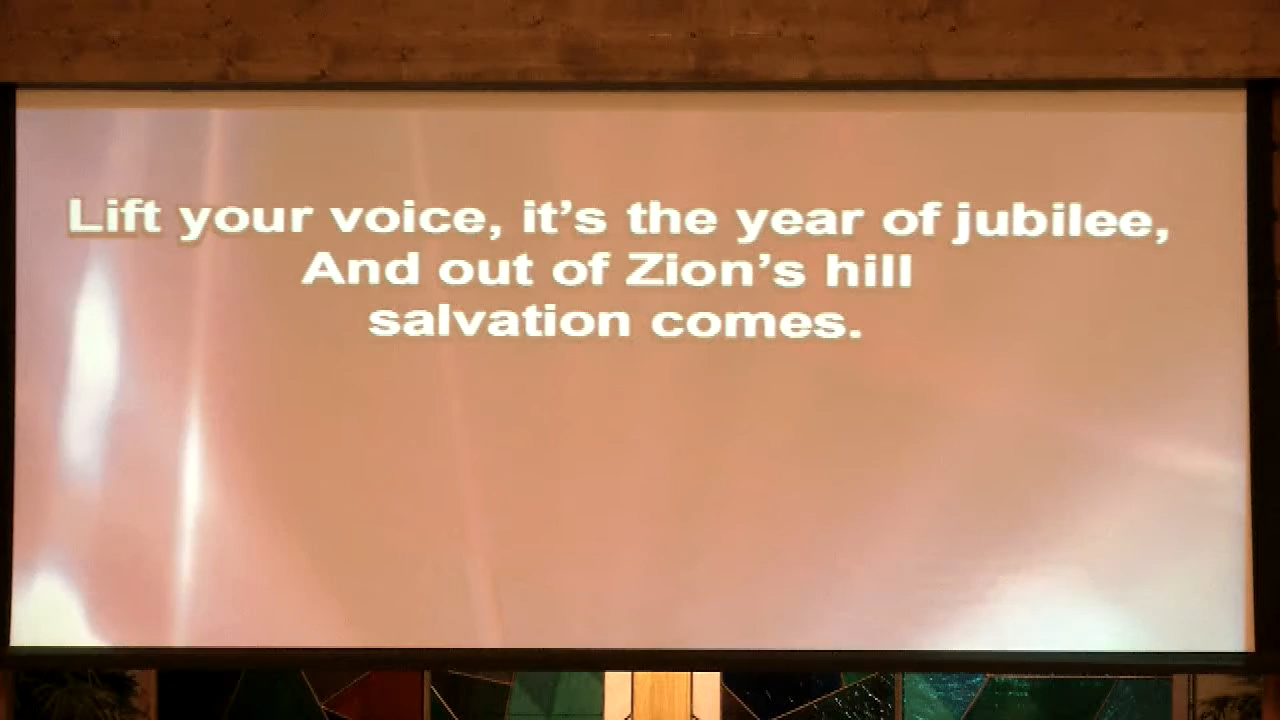 Lift your voice, it’s the year of jubilee,
And out of Zion’s hill
salvation comes.